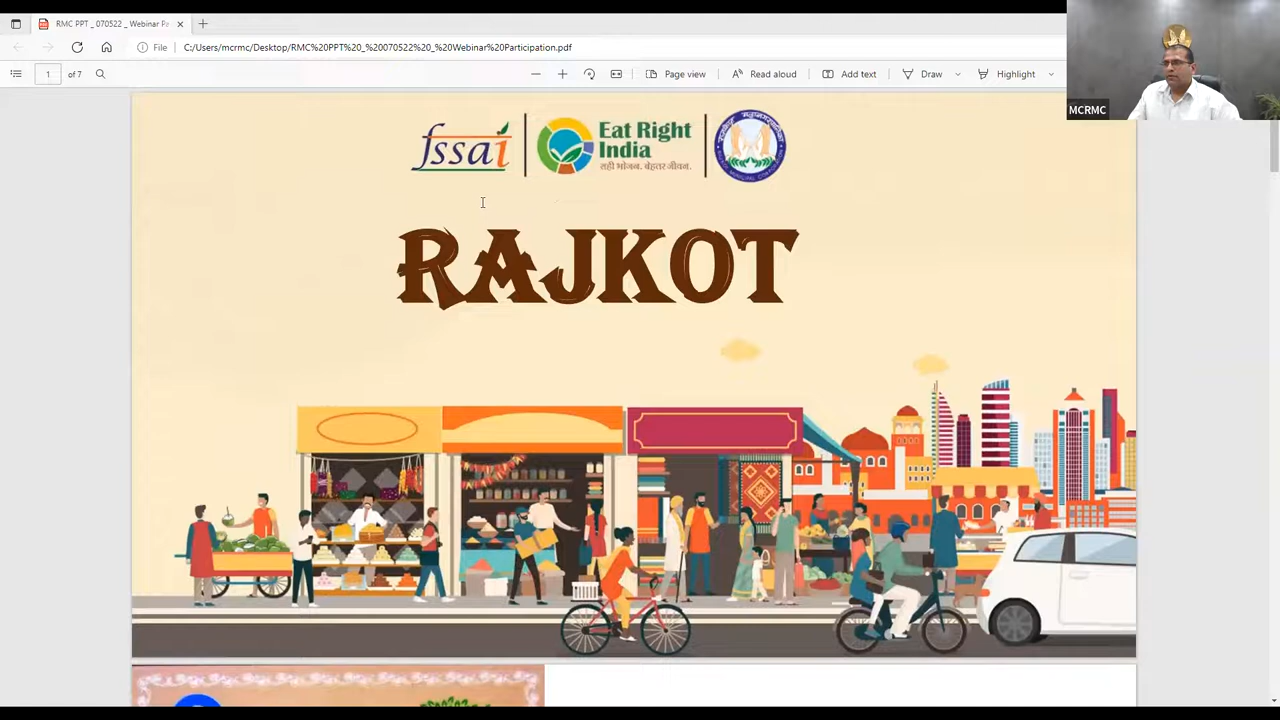 RMC PPT _ 070522 _ Webinar Pa
File
C:/Users/mcrmc/Desktop/RMC%20PPT%20_%20070522%20_%20Webinar%20Participation.pdf
1 of 7
Page view
Read aloud
Add text
Draw
Highlight
MCRMC
fssai
Eat Right
India
सही भोजन. बेहतर जीवन.
RAJKOT